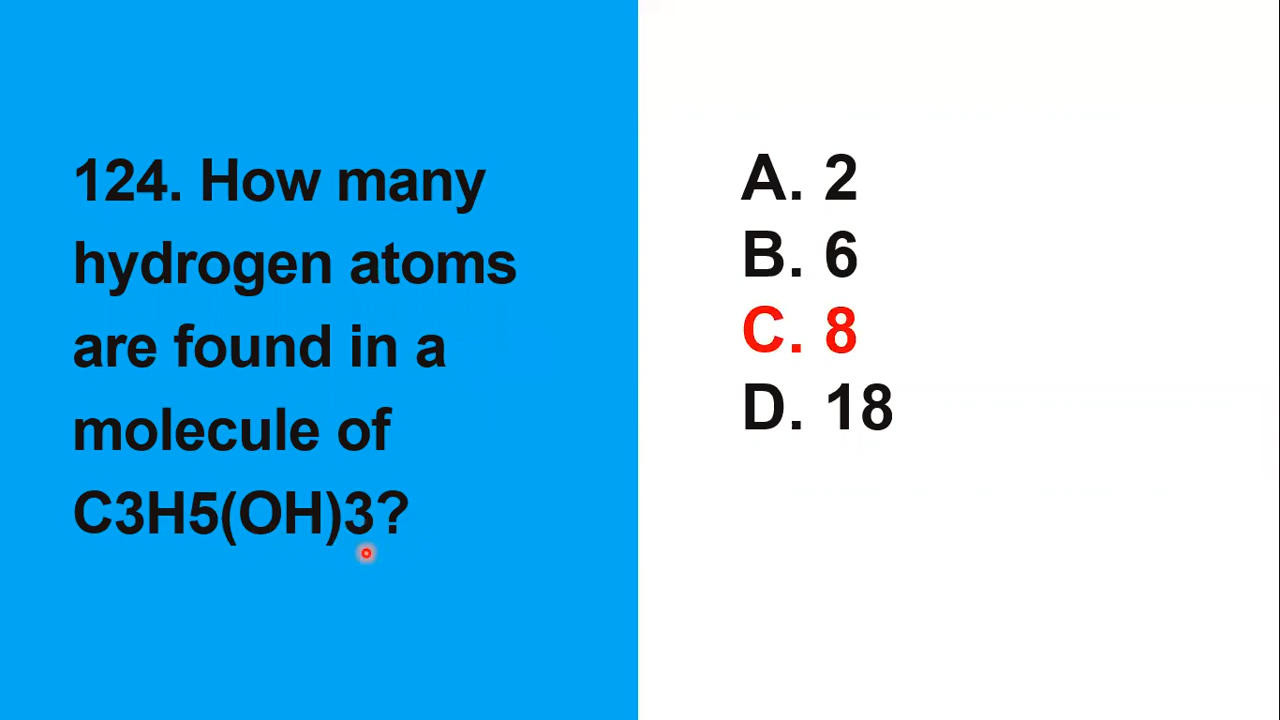 124. How many
hydrogen atoms
are found in a
molecule of
C3H5(OH)3?
A. 2
B. 6
C. 8
D. 18